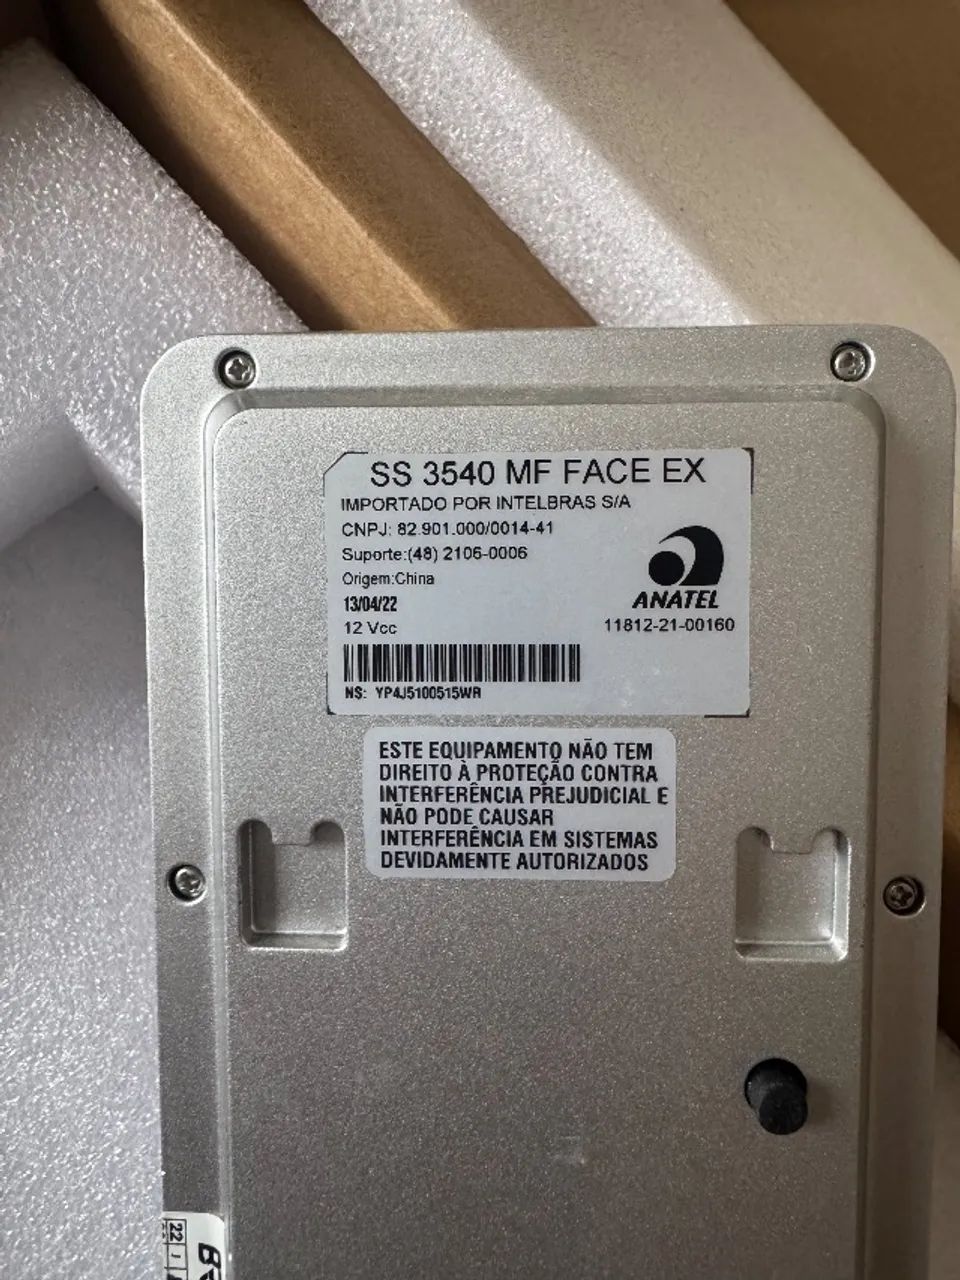 SS 3540 MF FACE EX
IMPORTADO POR INTELBRAS S/A
CNPJ: 82.901.000/0014-41
Suporte:(48) 2106-0006
Origem:China
13/04/22
12 Vcc
ANATEL
11812-21-00160
NS: YP4J5100515WR
ESTE EQUIPAMENTO NÃO TEM
DIREITO À PROTEÇÃO CONTRA
INTERFERÊNCIA PREJUDICIAL E
NÃO PODE CAUSAR
INTERFERÊNCIA EM SISTEMAS
DEVIDAMENTE AUTORIZADOS
22